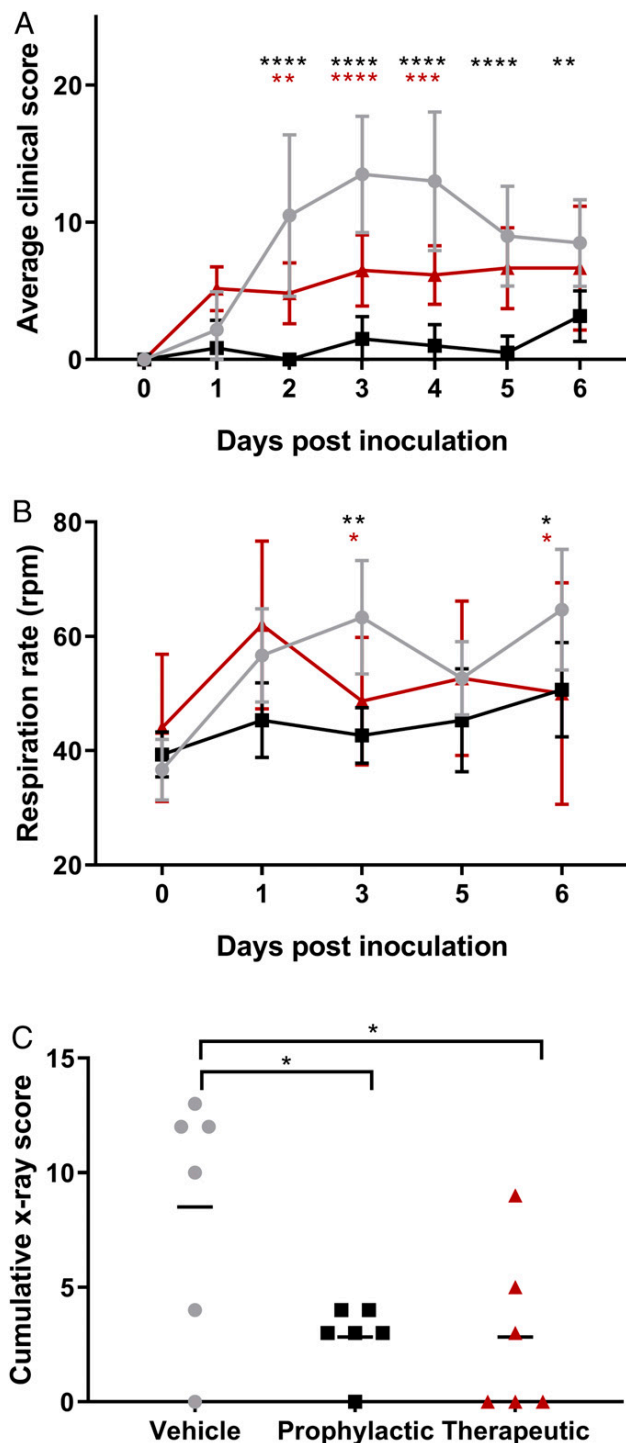 A
Average clinical score
20
10
0
**** **** **** **** **
** **** ***
0 1 2 3 4 5 6
Days post inoculation
B
Respiration rate (rpm)
80
60
40
20
** *
* *
0 1 3 5 6
Days post inoculation
C
Cumulative x-ray score
15
10
5
0
*
*
Vehicle Prophylactic Therapeutic